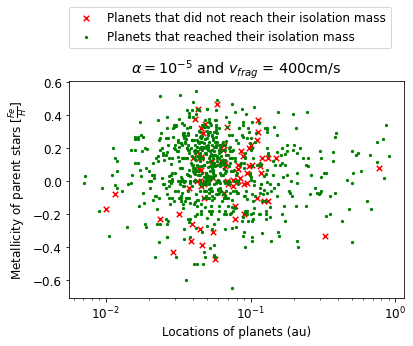 Planets that did not reach their isolation mass
Planets that reached their isolation mass
α = 10⁻⁵ and v_frag = 400cm/s
Metallicity of parent stars [Fe/H]
0.6
0.4
0.2
0.0
−0.2
−0.4
−0.6
10⁻²
10⁻¹
10⁰
Locations of planets (au)